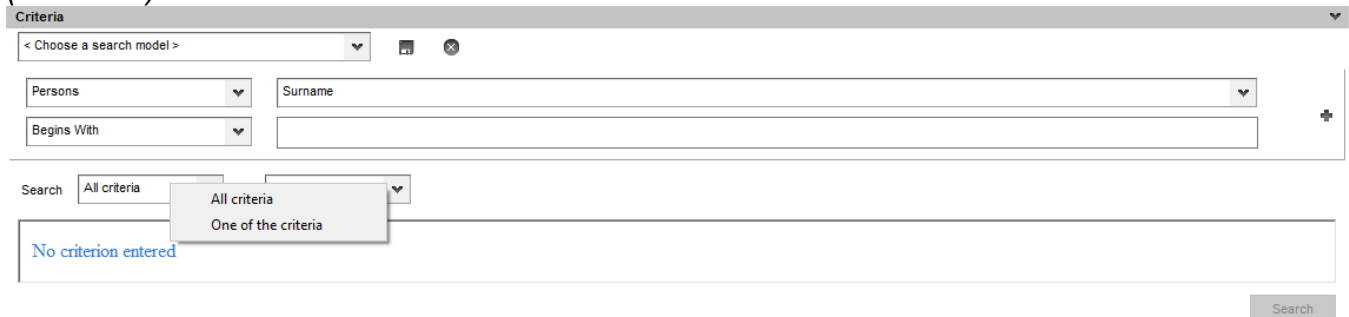 Criteria
< Choose a search model >
Persons
Surname
Begins With
Search
All criteria
All criteria
One of the criteria
No criterion entered
Search